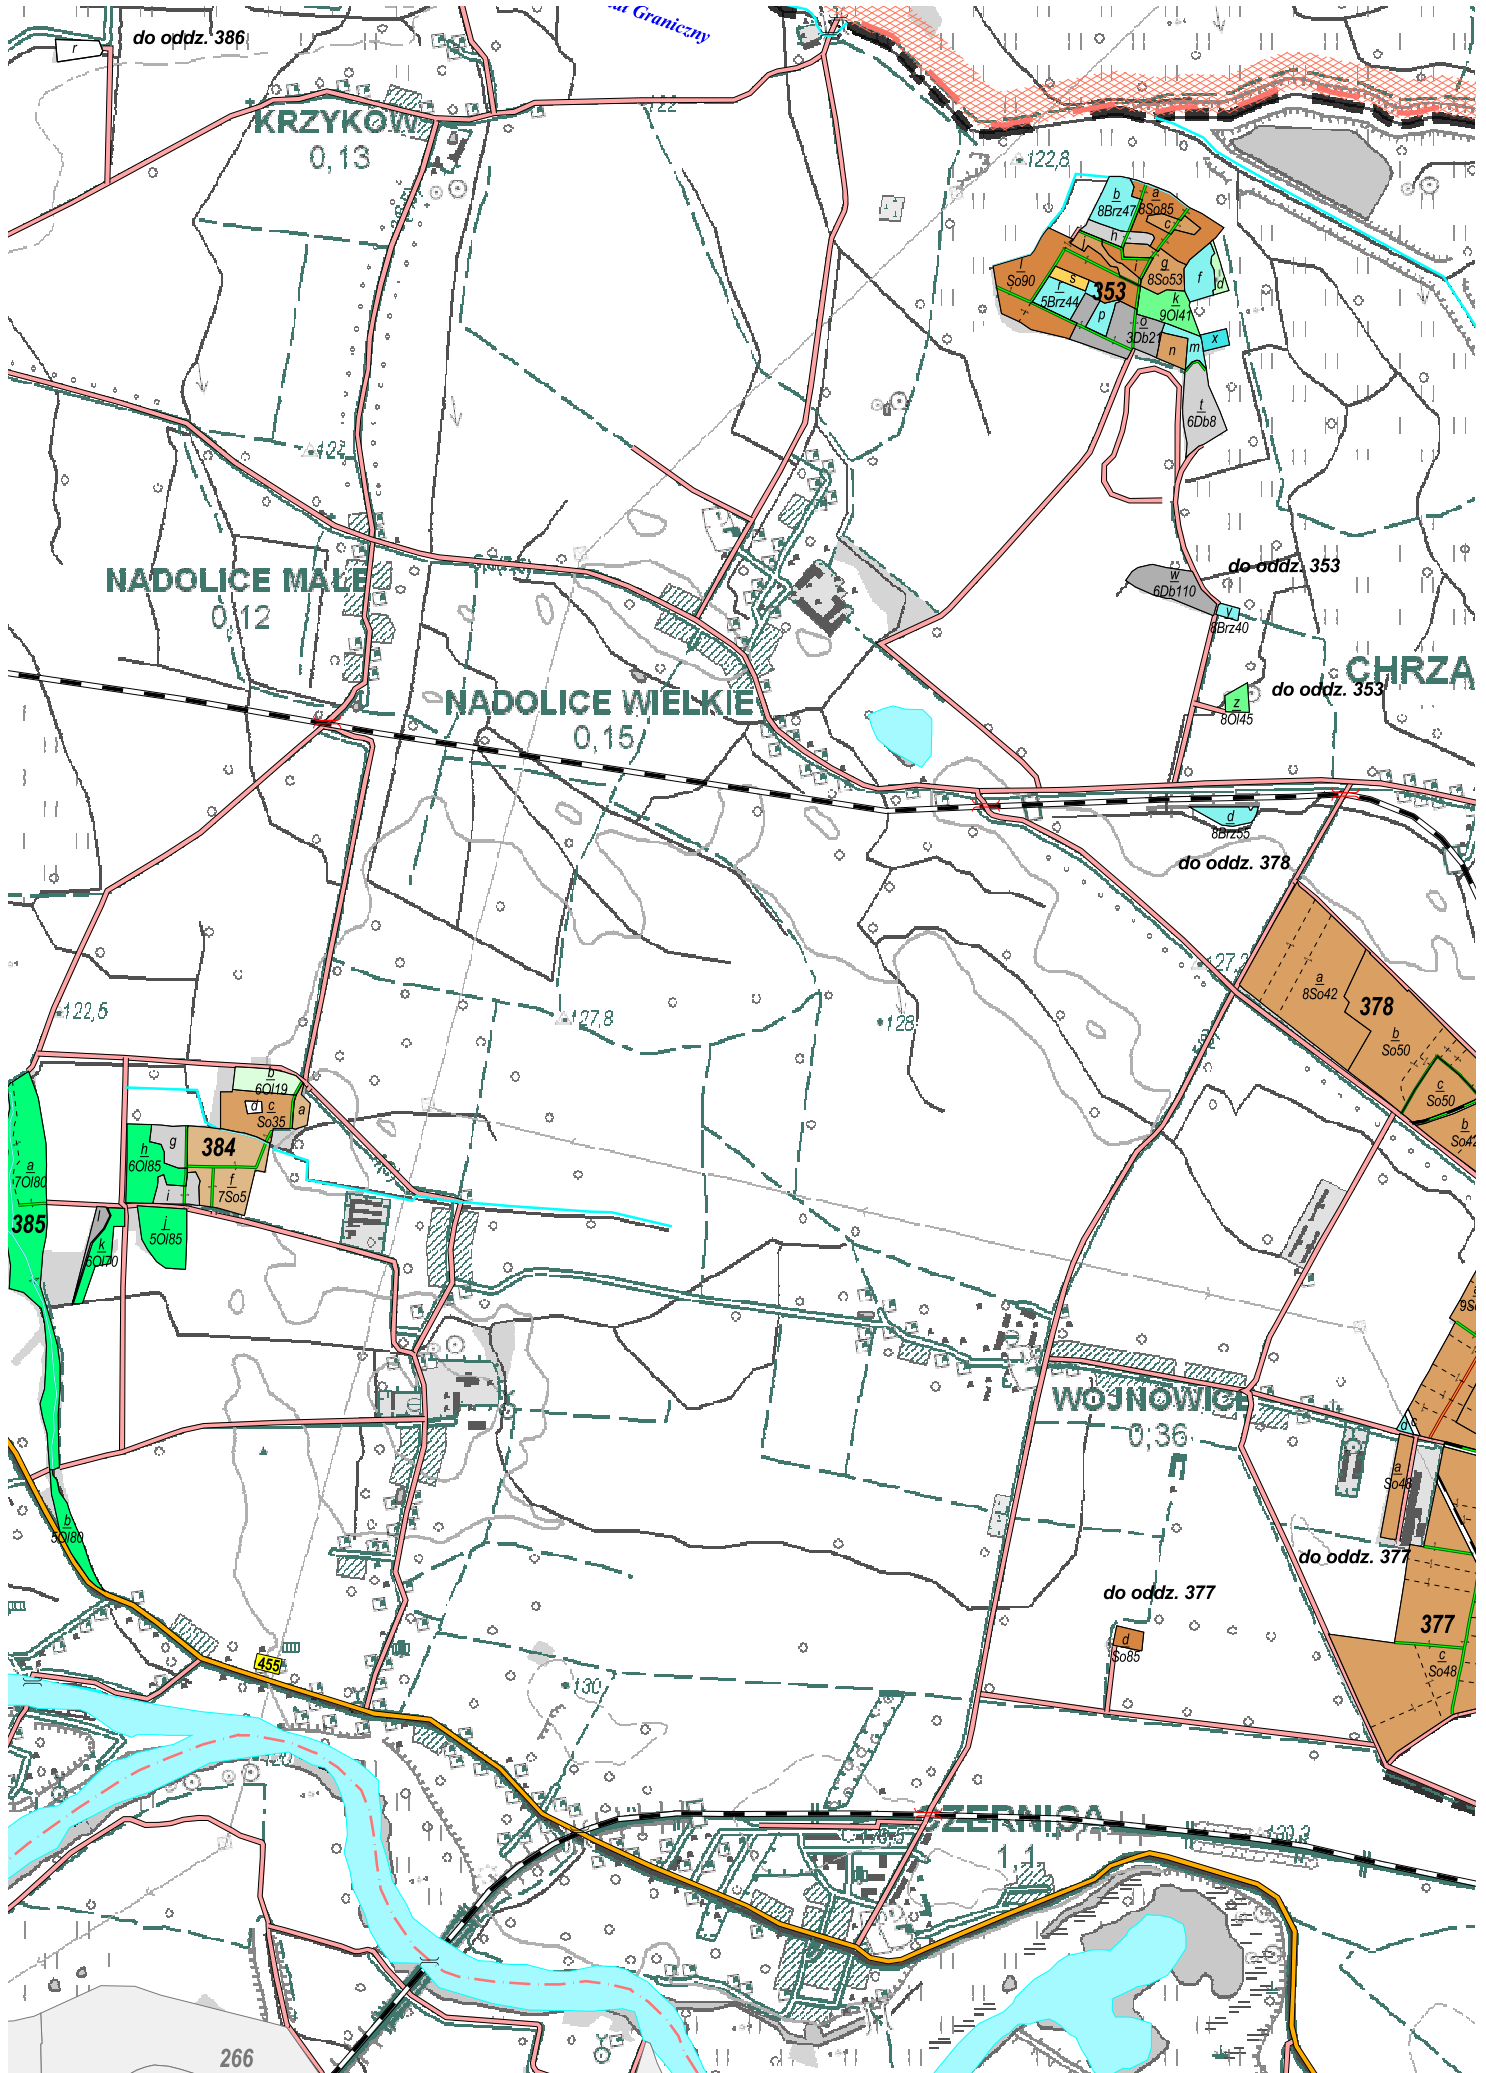 do oddz. 386
r
Graniczny
KRZYKÓW
0,13
122
122,8
b
8Brz47
a
8So85
c
h
l
So90
i
g
8So53
f
d
s
r
5Brz44
353
k
9Ol41
p
o
3Db21
n
m
x
t
6Db8
do oddz. 353
w
6Db110
y
8Brz40
NADOLICE MAŁE
0,12
CHRZA
do oddz. 353
z
8Ol45
NADOLICE WIELKIE
0,15
d
8Brz55
do oddz. 378
127,2
a
8So42
378
b
So50
c
So50
b
So42
122,5
127,8
128
b
6Ol19
d
c
So35
a
384
h
6Ol85
g
f
7So5
i
a
7Ol80
385
l
k
6Ol70
j
5Ol85
WOJNOWICE
0,36
d
c
a
So48
b
5Ol80
do oddz. 377
do oddz. 377
377
c
So48
d
So85
455
130
CZERNICA
1,1
130,3
266